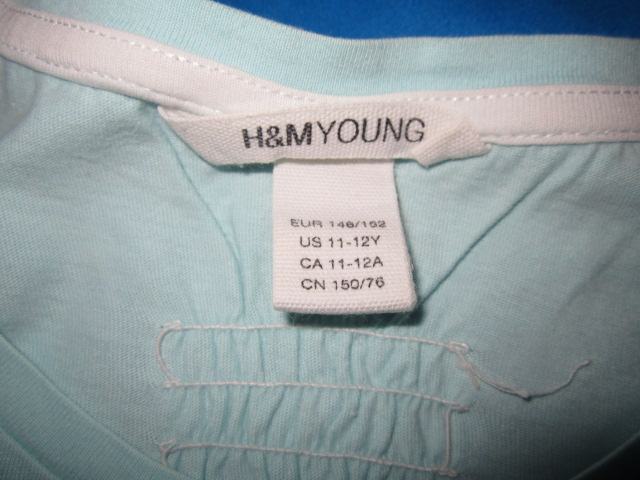 H&MYOUNG
EUR 146/152
US 11-12Y
CA 11-12A
CN 150/76